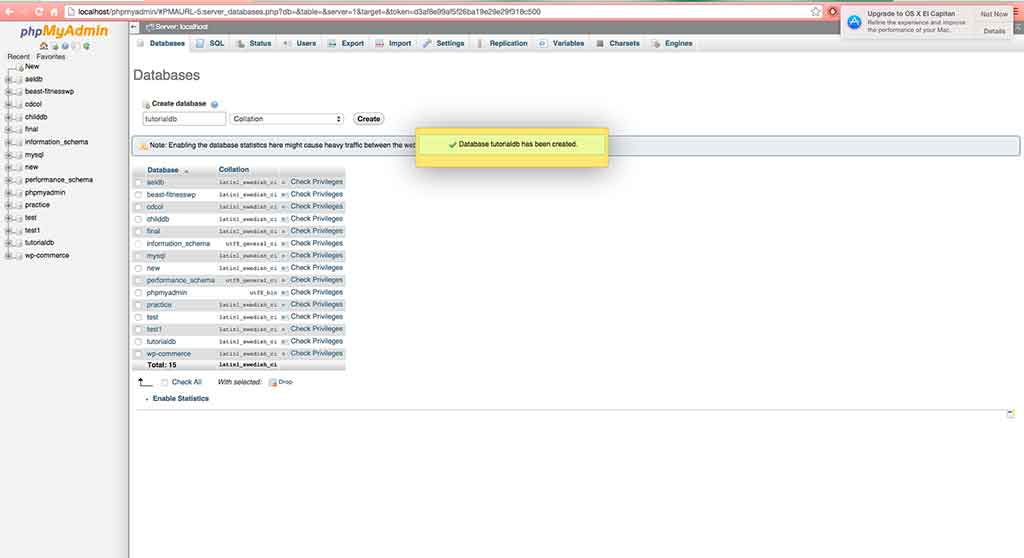 localhost/phpmyadmin/#PMAURL-5:server_databases.php?db=&table=&server=1&target=&token=d3af8e99af5f26ba19e29e29f318c500
Upgrade to OS X El Capitan
Refine the experience and improve
the performance of your Mac.
Not Now
Details
phpMyAdmin
Recent Favorites
New
aeldb
beast-fitnesswp
cdcol
childdb
final
information_schema
mysql
new
performance_schema
phpmyadmin
practice
test
test1
tutorialdb
wp-commerce
Server: localhost
Databases SQL Status Users Export Import Settings Replication Variables Charsets Engines
Databases
Create database
tutorialdb Collation Create
Note: Enabling the database statistics here might cause heavy traffic between the web
Database tutorialdb has been created.
Database Collation
aeldb latin1_swedish_ci Check Privileges
beast-fitnesswp latin1_swedish_ci Check Privileges
cdcol latin1_swedish_ci Check Privileges
childdb latin1_swedish_ci Check Privileges
final latin1_swedish_ci Check Privileges
information_schema utf8_general_ci Check Privileges
mysql latin1_swedish_ci Check Privileges
new latin1_swedish_ci Check Privileges
performance_schema utf8_general_ci Check Privileges
phpmyadmin utf8_bin Check Privileges
practice latin1_swedish_ci Check Privileges
test latin1_swedish_ci Check Privileges
test1 latin1_swedish_ci Check Privileges
tutorialdb latin1_swedish_ci Check Privileges
wp-commerce latin1_swedish_ci Check Privileges
Total: 15 latin1_swedish_ci
Check All With selected: Drop
Enable Statistics